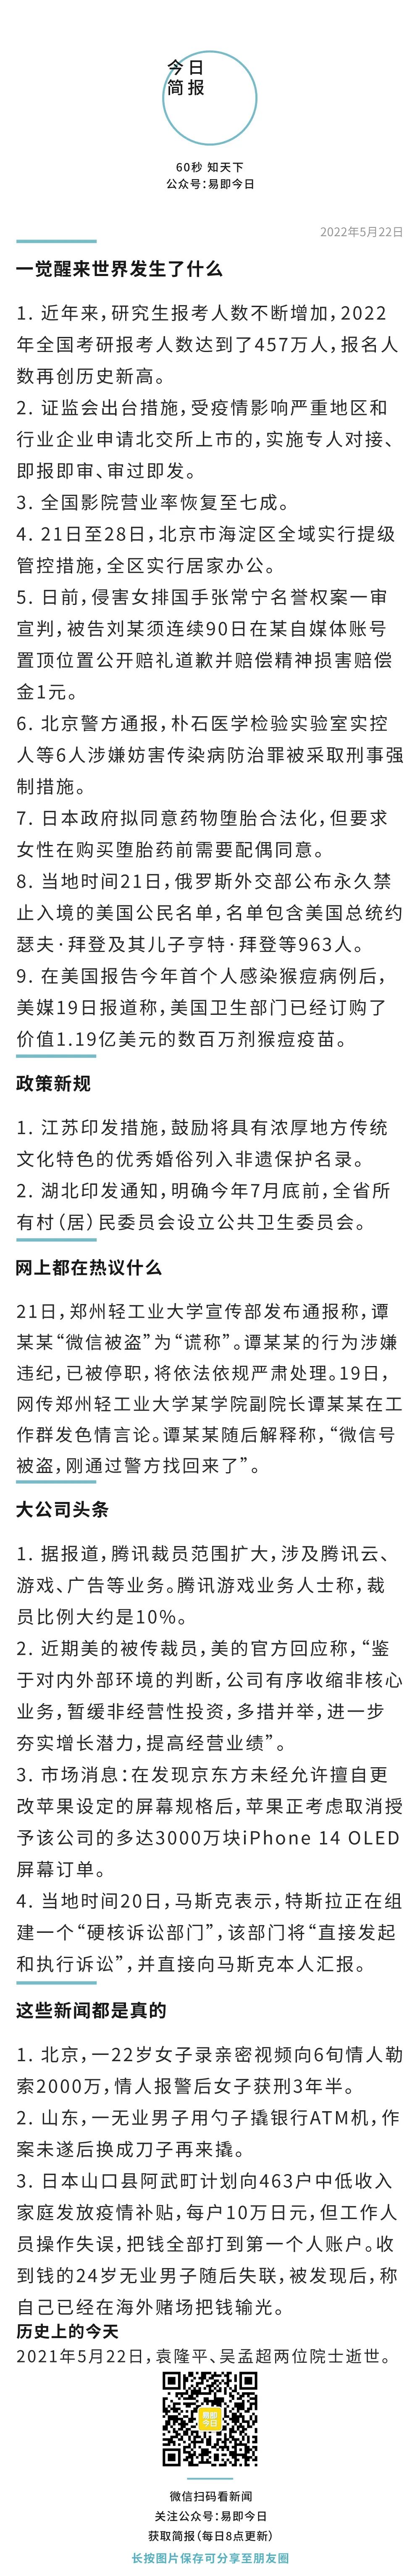 今日
简报
60秒 知天下
公众号：易即今日
2022年5月22日
一觉醒来世界发生了什么
1. 近年来，研究生报考人数不断增加，2022
年全国考研报考人数达到了457万人，报名人
数再创历史新高。
2. 证监会出台措施，受疫情影响严重地区和
行业企业申请北交所上市的，实施专人对接、
即报即审、审过即发。
3. 全国影院营业率恢复至七成。
4. 21日至28日，北京市海淀区全域实行提级
管控措施，全区实行居家办公。
5. 日前，侵害女排国手张常宁名誉权案一审
宣判，被告刘某须连续90日在某自媒体账号
置顶位置公开赔礼道歉并赔偿精神损害赔偿
金1元。
6. 北京警方通报，朴石医学检验实验室实控
人等6人涉嫌妨害传染病防治罪被采取刑事强
制措施。
7. 日本政府拟同意药物堕胎合法化，但要求
女性在购买堕胎药前需要配偶同意。
8. 当地时间21日，俄罗斯外交部公布永久禁
止入境的美国公民名单，名单包含美国总统约
瑟夫·拜登及其儿子亨特·拜登等963人。
9. 在美国报告今年首个人感染猴痘病例后，
美媒19日报道称，美国卫生部门已经订购了
价值1.19亿美元的数百万剂猴痘疫苗。
政策新规
1. 江苏印发措施，鼓励将具有浓厚地方传统
文化特色的优秀婚俗列入非遗保护名录。
2. 湖北印发通知，明确今年7月底前，全省所
有村（居）民委员会设立公共卫生委员会。
网上都在热议什么
21日，郑州轻工业大学宣传部发布通报称，谭
某某“微信被盗”为“谎称”。谭某某的行为涉嫌
违纪，已被停职，将依法依规严肃处理。19日，
网传郑州轻工业大学某学院副院长谭某某在工
作群发色情言论。谭某某随后解释称，“微信号
被盗，刚通过警方找回来了”。
大公司头条
1. 据报道，腾讯裁员范围扩大，涉及腾讯云、
游戏、广告等业务。腾讯游戏业务人士称，裁
员比例大约是10%。
2. 近期美的被传裁员，美的官方回应称，“鉴
于对内外部环境的判断，公司有序收缩非核心
业务，暂缓非经营性投资，多措并举，进一步
夯实增长潜力，提高经营业绩”。
3. 市场消息：在发现京东方未经允许擅自更
改苹果设定的屏幕规格后，苹果正考虑取消授
予该公司的多达3000万块iPhone 14 OLED
屏幕订单。
4. 当地时间20日，马斯克表示，特斯拉正在组
建一个“硬核诉讼部门”，该部门将“直接发起
和执行诉讼”，并直接向马斯克本人汇报。
这些新闻都是真的
1. 北京，一22岁女子录亲密视频向6旬情人勒
索2000万，情人报警后女子获刑3年半。
2. 山东，一无业男子用勺子撬银行ATM机，作
案未遂后换成刀子再来撬。
3. 日本山口县阿武町计划向463户中低收入
家庭发放疫情补贴，每户10万日元，但工作人
员操作失误，把钱全部打到第一个人账户。收
到钱的24岁无业男子随后失联，被发现后，称
自己已经在海外赌场把钱输光。
历史上的今天
2021年5月22日，袁隆平、吴孟超两位院士逝世。
易即
今日
微信扫码看新闻
关注公众号：易即今日
获取简报（每日8点更新）
长按图片保存可分享至朋友圈